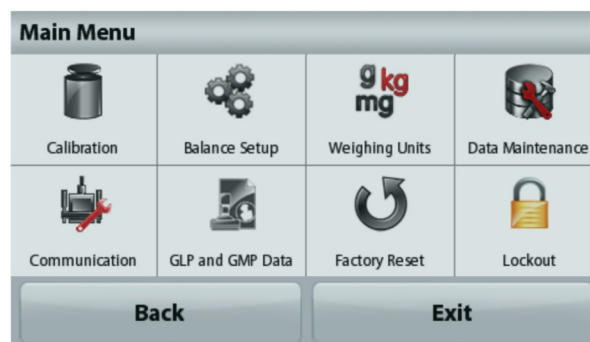 Main Menu
g kg
mg
Calibration
Balance Setup
Weighing Units
Data Maintenance
Communication
GLP and GMP Data
Factory Reset
Lockout
Back
Exit